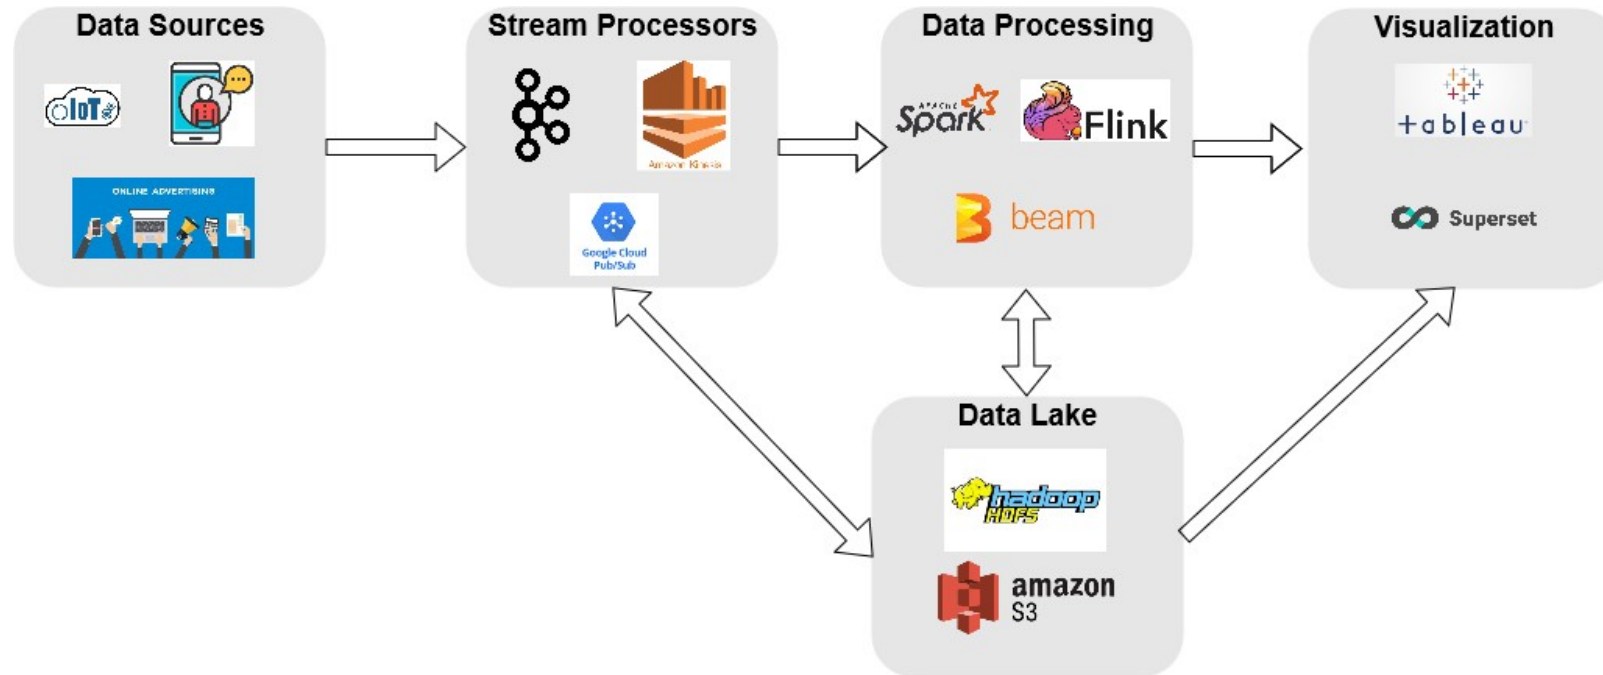 Data Sources
IoT
ONLINE ADVERTISING
Stream Processors
Amazon Kinesis
Google Cloud
Pub/Sub
Data Processing
APACHE
Spark
Flink
beam
Visualization
+ableau
Superset
Data Lake
hadoop
HDFS
amazon
S3